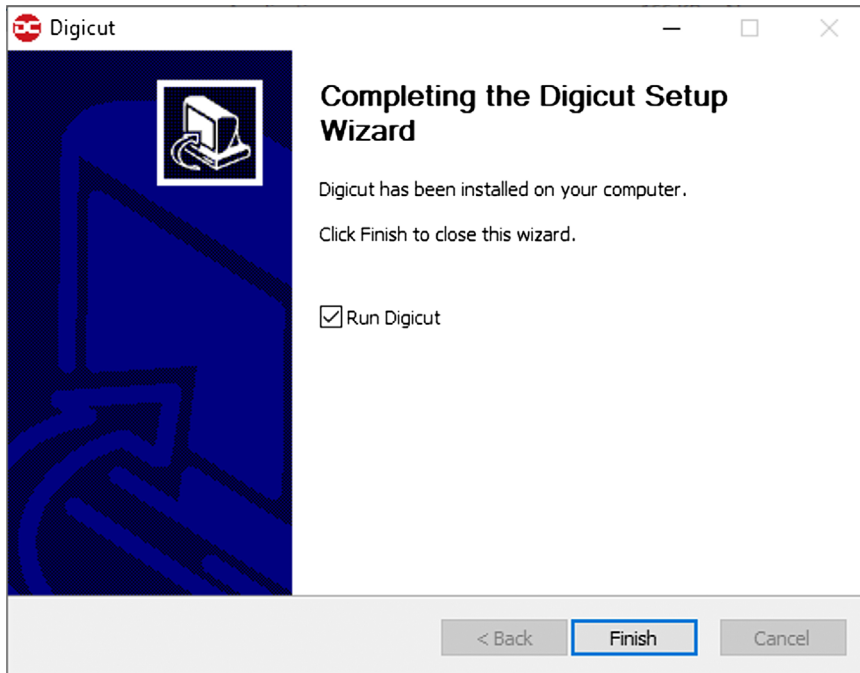 Digicut
Completing the Digicut Setup
Wizard
Digicut has been installed on your computer.
Click Finish to close this wizard.
Run Digicut
< Back
Finish
Cancel